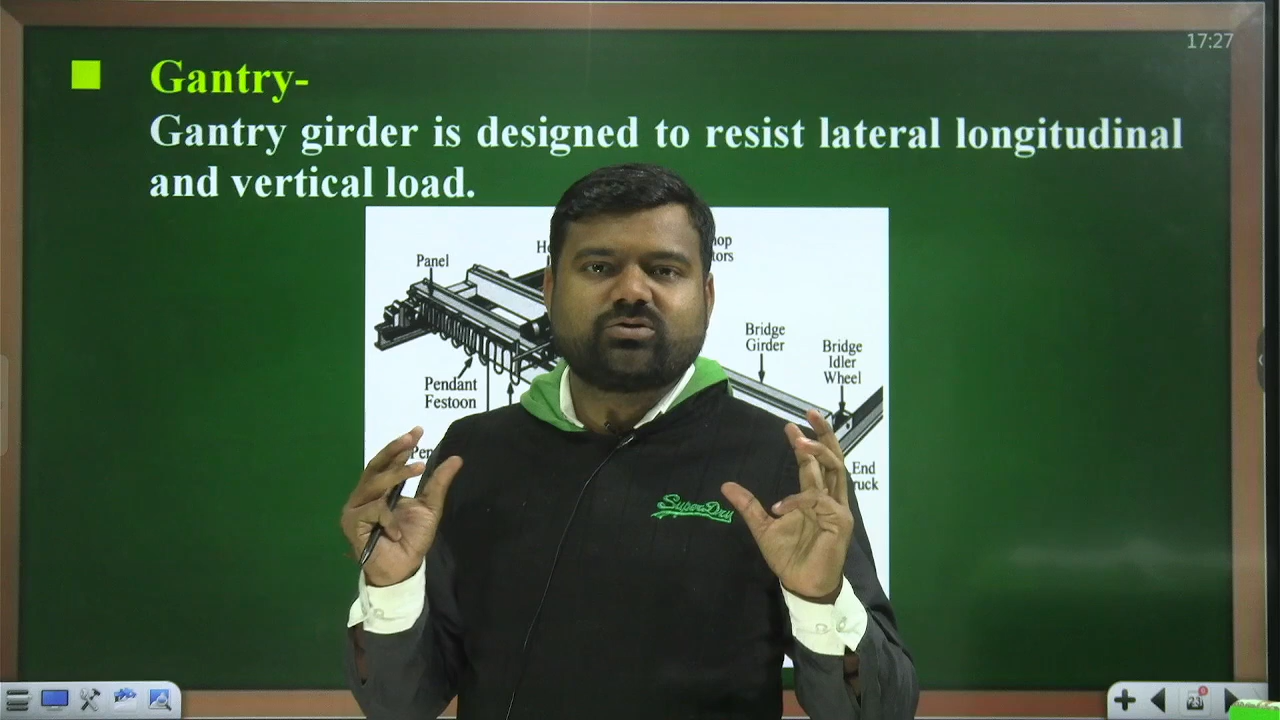 17:27
Gantry-
Gantry girder is designed to resist lateral longitudinal
and vertical load.
Panel
Bridge
Girder
Bridge
Idler
Wheel
Pendant
Festoon
End
SuperDry
23